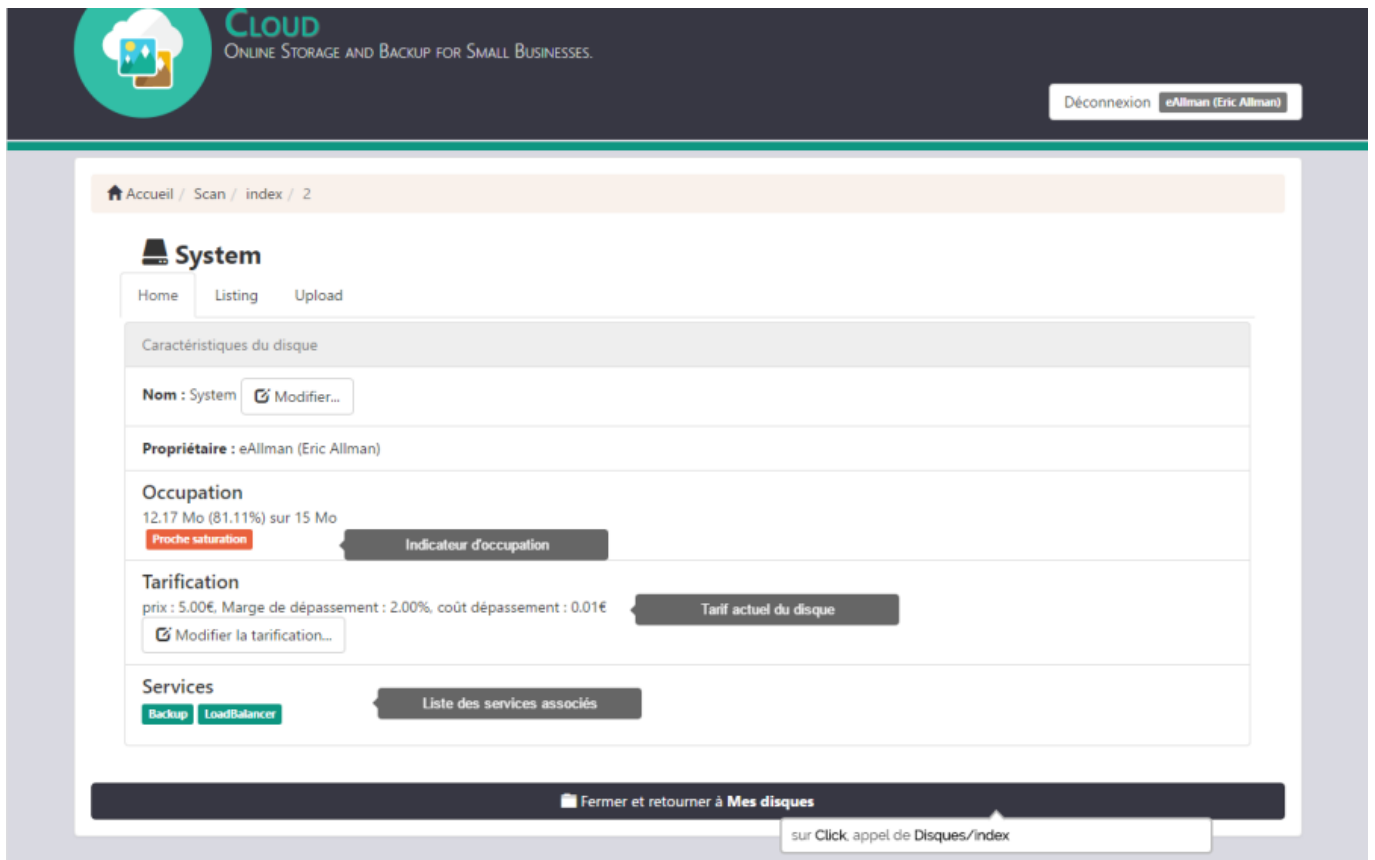 CLOUD
ONLINE STORAGE AND BACKUP FOR SMALL BUSINESSES.
Déconnexion eAllman (Eric Allman)
Accueil / Scan / index / 2
System
Home Listing Upload
Caractéristiques du disque
Nom : System Modifier...
Propriétaire : eAllman (Eric Allman)
Occupation
12.17 Mo (81.11%) sur 15 Mo
Proche saturation Indicateur d'occupation
Tarification
prix : 5.00€, Marge de dépassement : 2.00%, coût dépassement : 0.01€ Tarif actuel du disque
Modifier la tarification...
Services
Backup LoadBalancer Liste des services associés
Fermer et retourner à Mes disques
sur Click, appel de Disques/index